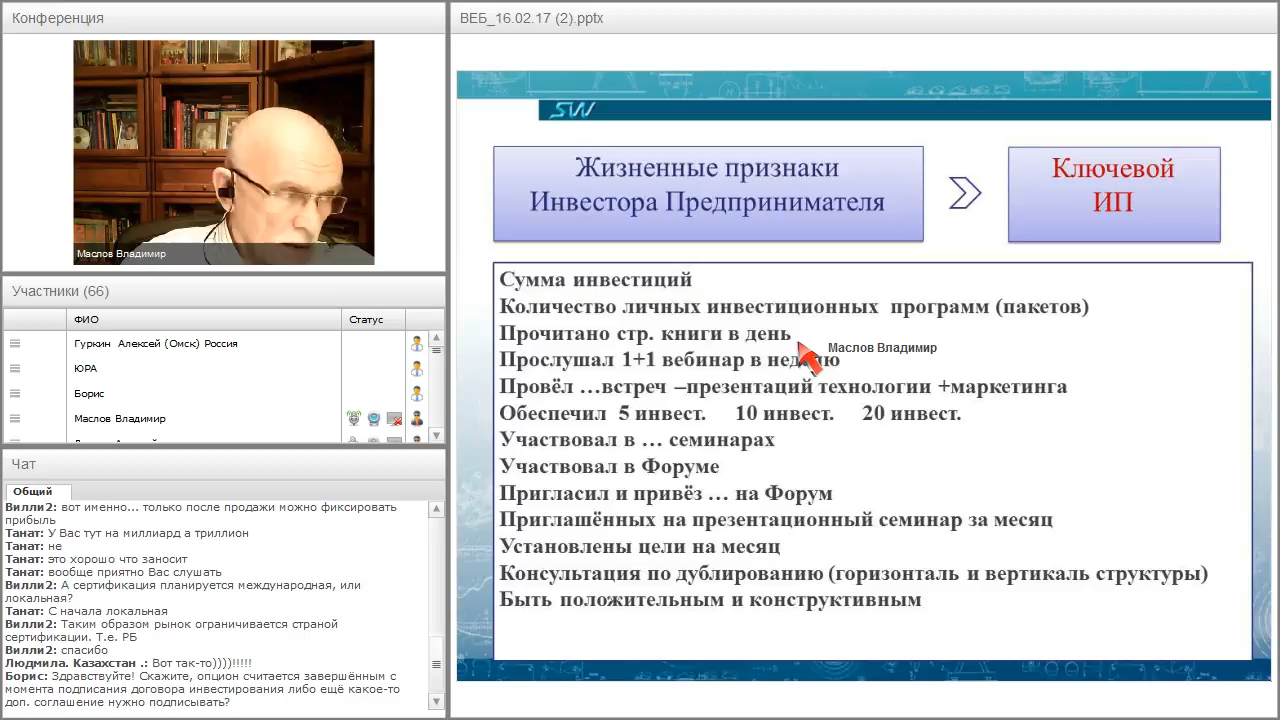 Конференция
Маслов Владимир
Участники (66)
ФИО
Статус
Гуркин Алексей (Омск) Россия
ЮРА
Борис
Маслов Владимир
Чат
Общий
Вилли2: вот именно... только после продажи можно фиксировать
прибыль
Танат: У Вас тут на миллиард а триллион
Танат: не
Танат: это хорошо что заносит
Танат: вообще приятно Вас слушать
Вилли2: А сертификация планируется международная, или
локальная?
Танат: С начала локальная
Вилли2: Таким образом рынок ограничивается страной
сертификации. Т.е. РБ
Вилли2: спасибо
Людмила. Казахстан .: Вот так-то))))!!!!!
Борис: Здравствуйте! Скажите, опцион считается завершённым с
момента подписания договора инвестирования либо ещё какое-то
доп. соглашение нужно подписывать?
ВЕБ_16.02.17 (2).pptx
SW
Жизненные признаки
Инвестора Предпринимателя
Ключевой
ИП
Сумма инвестиций
Количество личных инвестиционных программ (пакетов)
Прочитано стр. книги в день
Маслов Владимир
Прослушал 1+1 вебинар в неделю
Провёл …встреч –презентаций технологии +маркетинга
Обеспечил 5 инвест. 10 инвест. 20 инвест.
Участвовал в … семинарах
Участвовал в Форуме
Пригласил и привёз … на Форум
Приглашённых на презентационный семинар за месяц
Установлены цели на месяц
Консультация по дублированию (горизонталь и вертикаль структуры)
Быть положительным и конструктивным